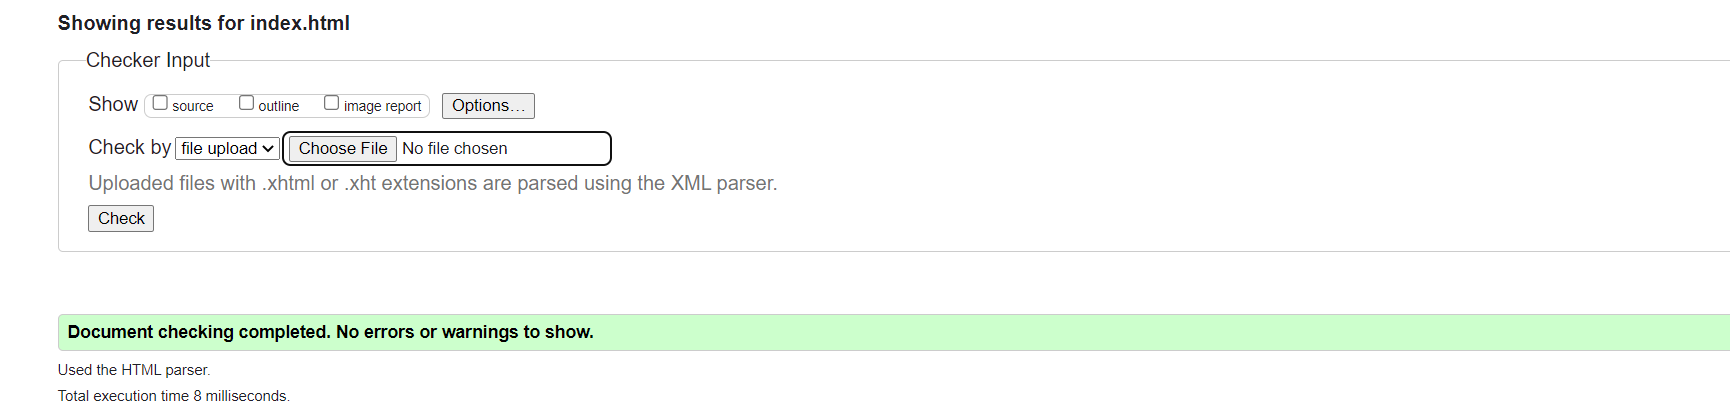 Showing results for index.html
Checker Input
Show source outline image report Options...
Check by file upload Choose File No file chosen
Uploaded files with .xhtml or .xht extensions are parsed using the XML parser.
Check
Document checking completed. No errors or warnings to show.
Used the HTML parser.
Total execution time 8 milliseconds.